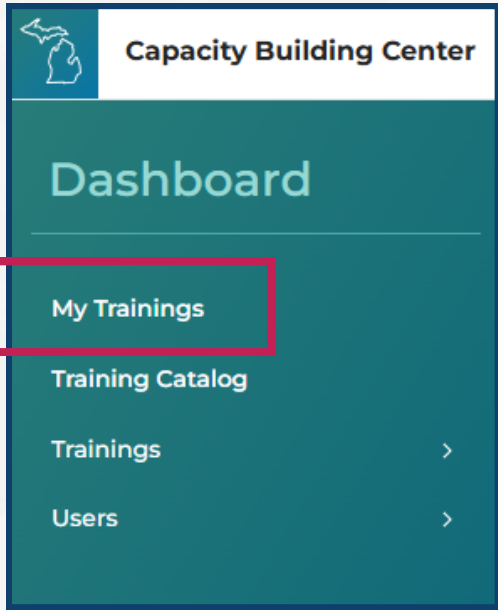 Capacity Building Center
Dashboard
My Trainings
Training Catalog
Trainings
Users